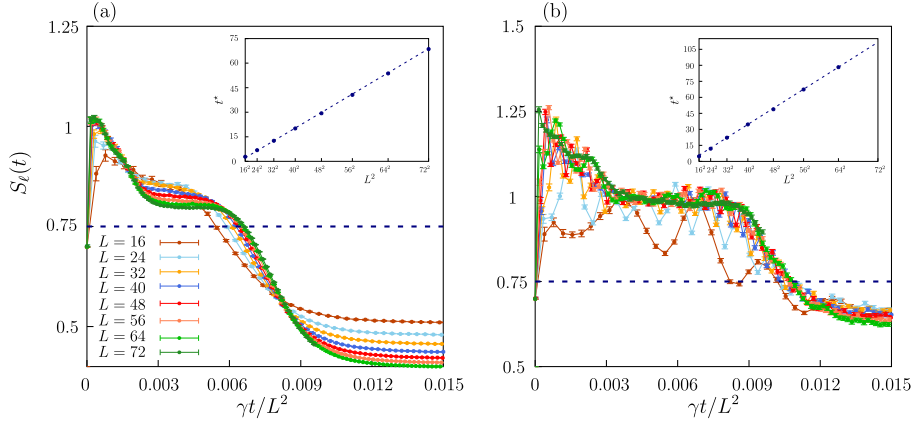 (a)
1.25
1
0.75
0.5
S_ℓ(t)
75
60
45
30
15
0
t*
16² 24² 32² 40² 48² 56² 64² 72²
L²
L = 16
L = 24
L = 32
L = 40
L = 48
L = 56
L = 64
L = 72
0 0.003 0.006 0.009 0.012 0.015
γt/L²
(b)
1.5
1.25
1
0.75
0.5
105
90
75
60
45
30
15
0
t*
16² 24² 32² 40² 48² 56² 64² 72²
L²
0 0.003 0.006 0.009 0.012 0.015
γt/L²